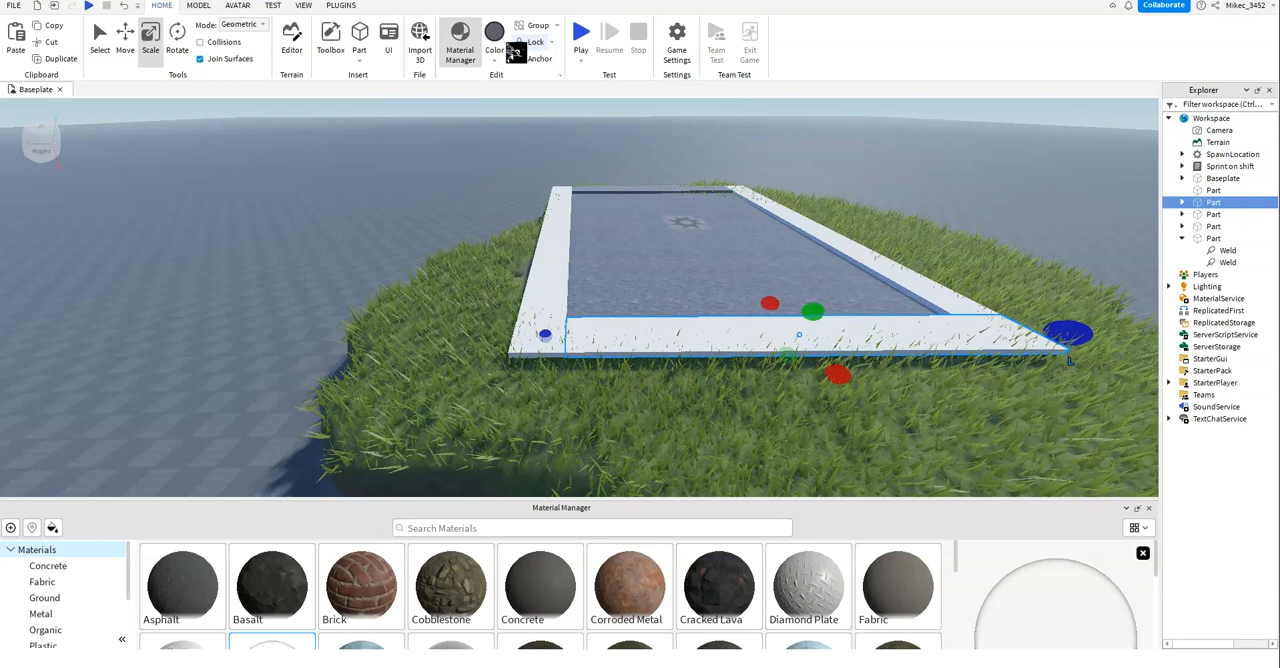 FILE HOME MODEL AVATAR TEST VIEW PLUGINS Collaborate Mikec_3452
Paste Copy Cut Duplicate Clipboard
Select Move Scale Rotate Mode: Geometric Collisions Join Surfaces Tools
Editor Terrain
Toolbox Part UI Insert
Import 3D File
Material Manager Color Group Lock Anchor Edit
Play Resume Stop Test
Game Settings Settings
Team Test Exit Game Team Test
Baseplate
Right
L
Explorer
Filter workspace (Ctrl...
Workspace
Camera
Terrain
SpawnLocation
Sprint on shift
Baseplate
Part
Part
Part
Part
Part
Weld
Weld
Players
Lighting
MaterialService
ReplicatedFirst
ReplicatedStorage
ServerScriptService
ServerStorage
StarterGui
StarterPack
StarterPlayer
Teams
SoundService
TextChatService
Material Manager
Search Materials
Materials
Concrete
Fabric
Ground
Metal
Organic
Plastic
Asphalt Basalt Brick Cobblestone Concrete Corroded Metal Cracked Lava Diamond Plate Fabric